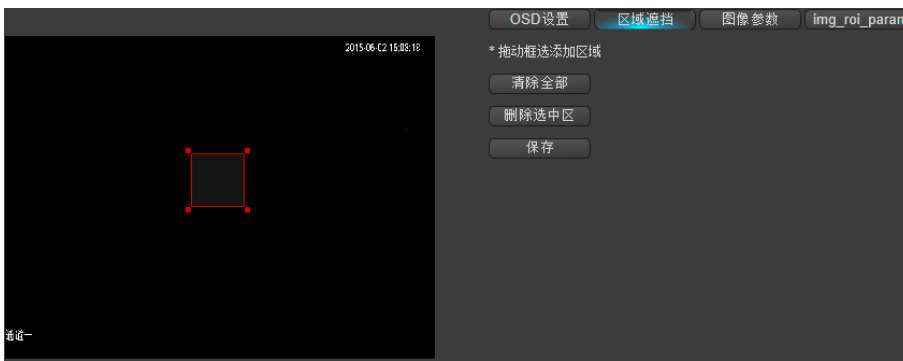 OSD设置 区域遮挡 图像参数 img_roi_param
2015-06-02 15:03:18
*拖动框选添加区域
清除全部
删除选中区
保存
通道一